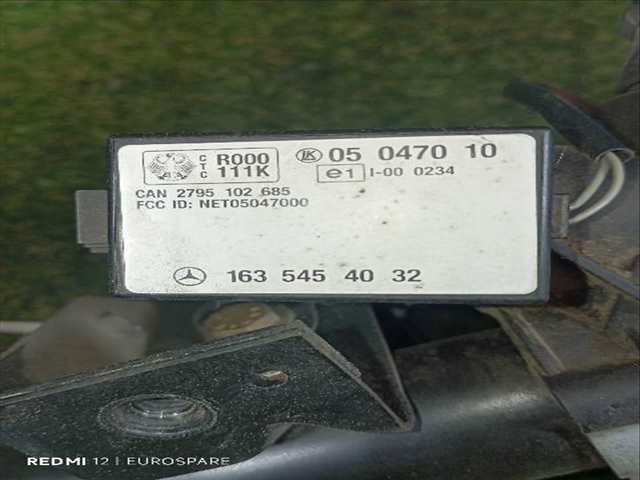 CTC R000 111K
LK 05 0470 10
e1 I-00 0234
CAN 2795 102 685
FCC ID: NET05047000
163 545 40 32
REDMI 12 | EUROSPARE